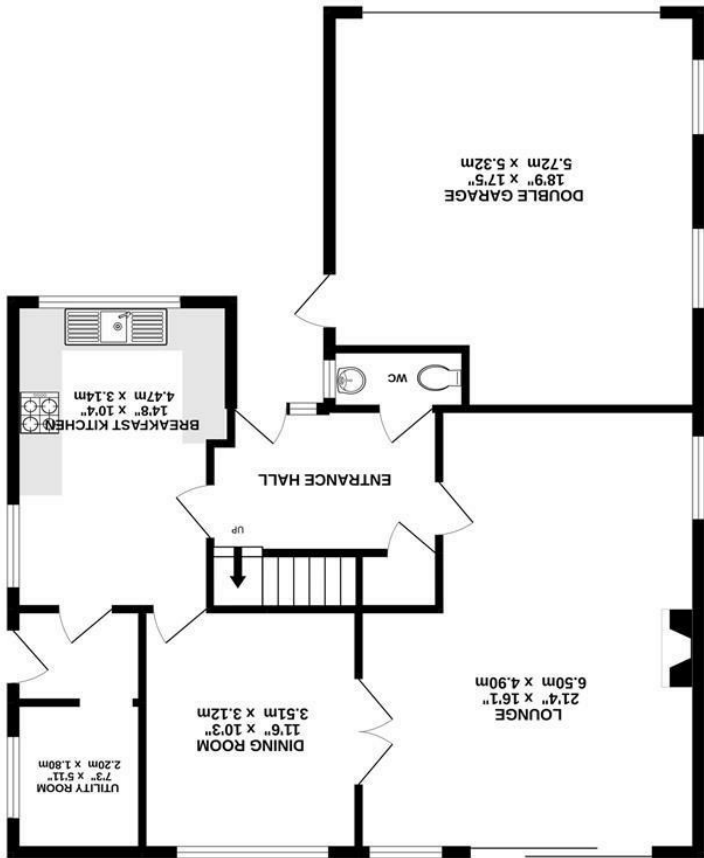 LOUNGE
21'4" x 16'1"
6.50m x 4.90m
DINING ROOM
11'6" x 10'3"
3.51m x 3.12m
UTILITY ROOM
7'3" x 5'11"
2.20m x 1.80m
UP
ENTRANCE HALL
BREAKFAST KITCHEN
14'8" x 10'4"
4.47m x 3.14m
WC
DOUBLE GARAGE
18'9" x 17'5"
5.72m x 5.32m